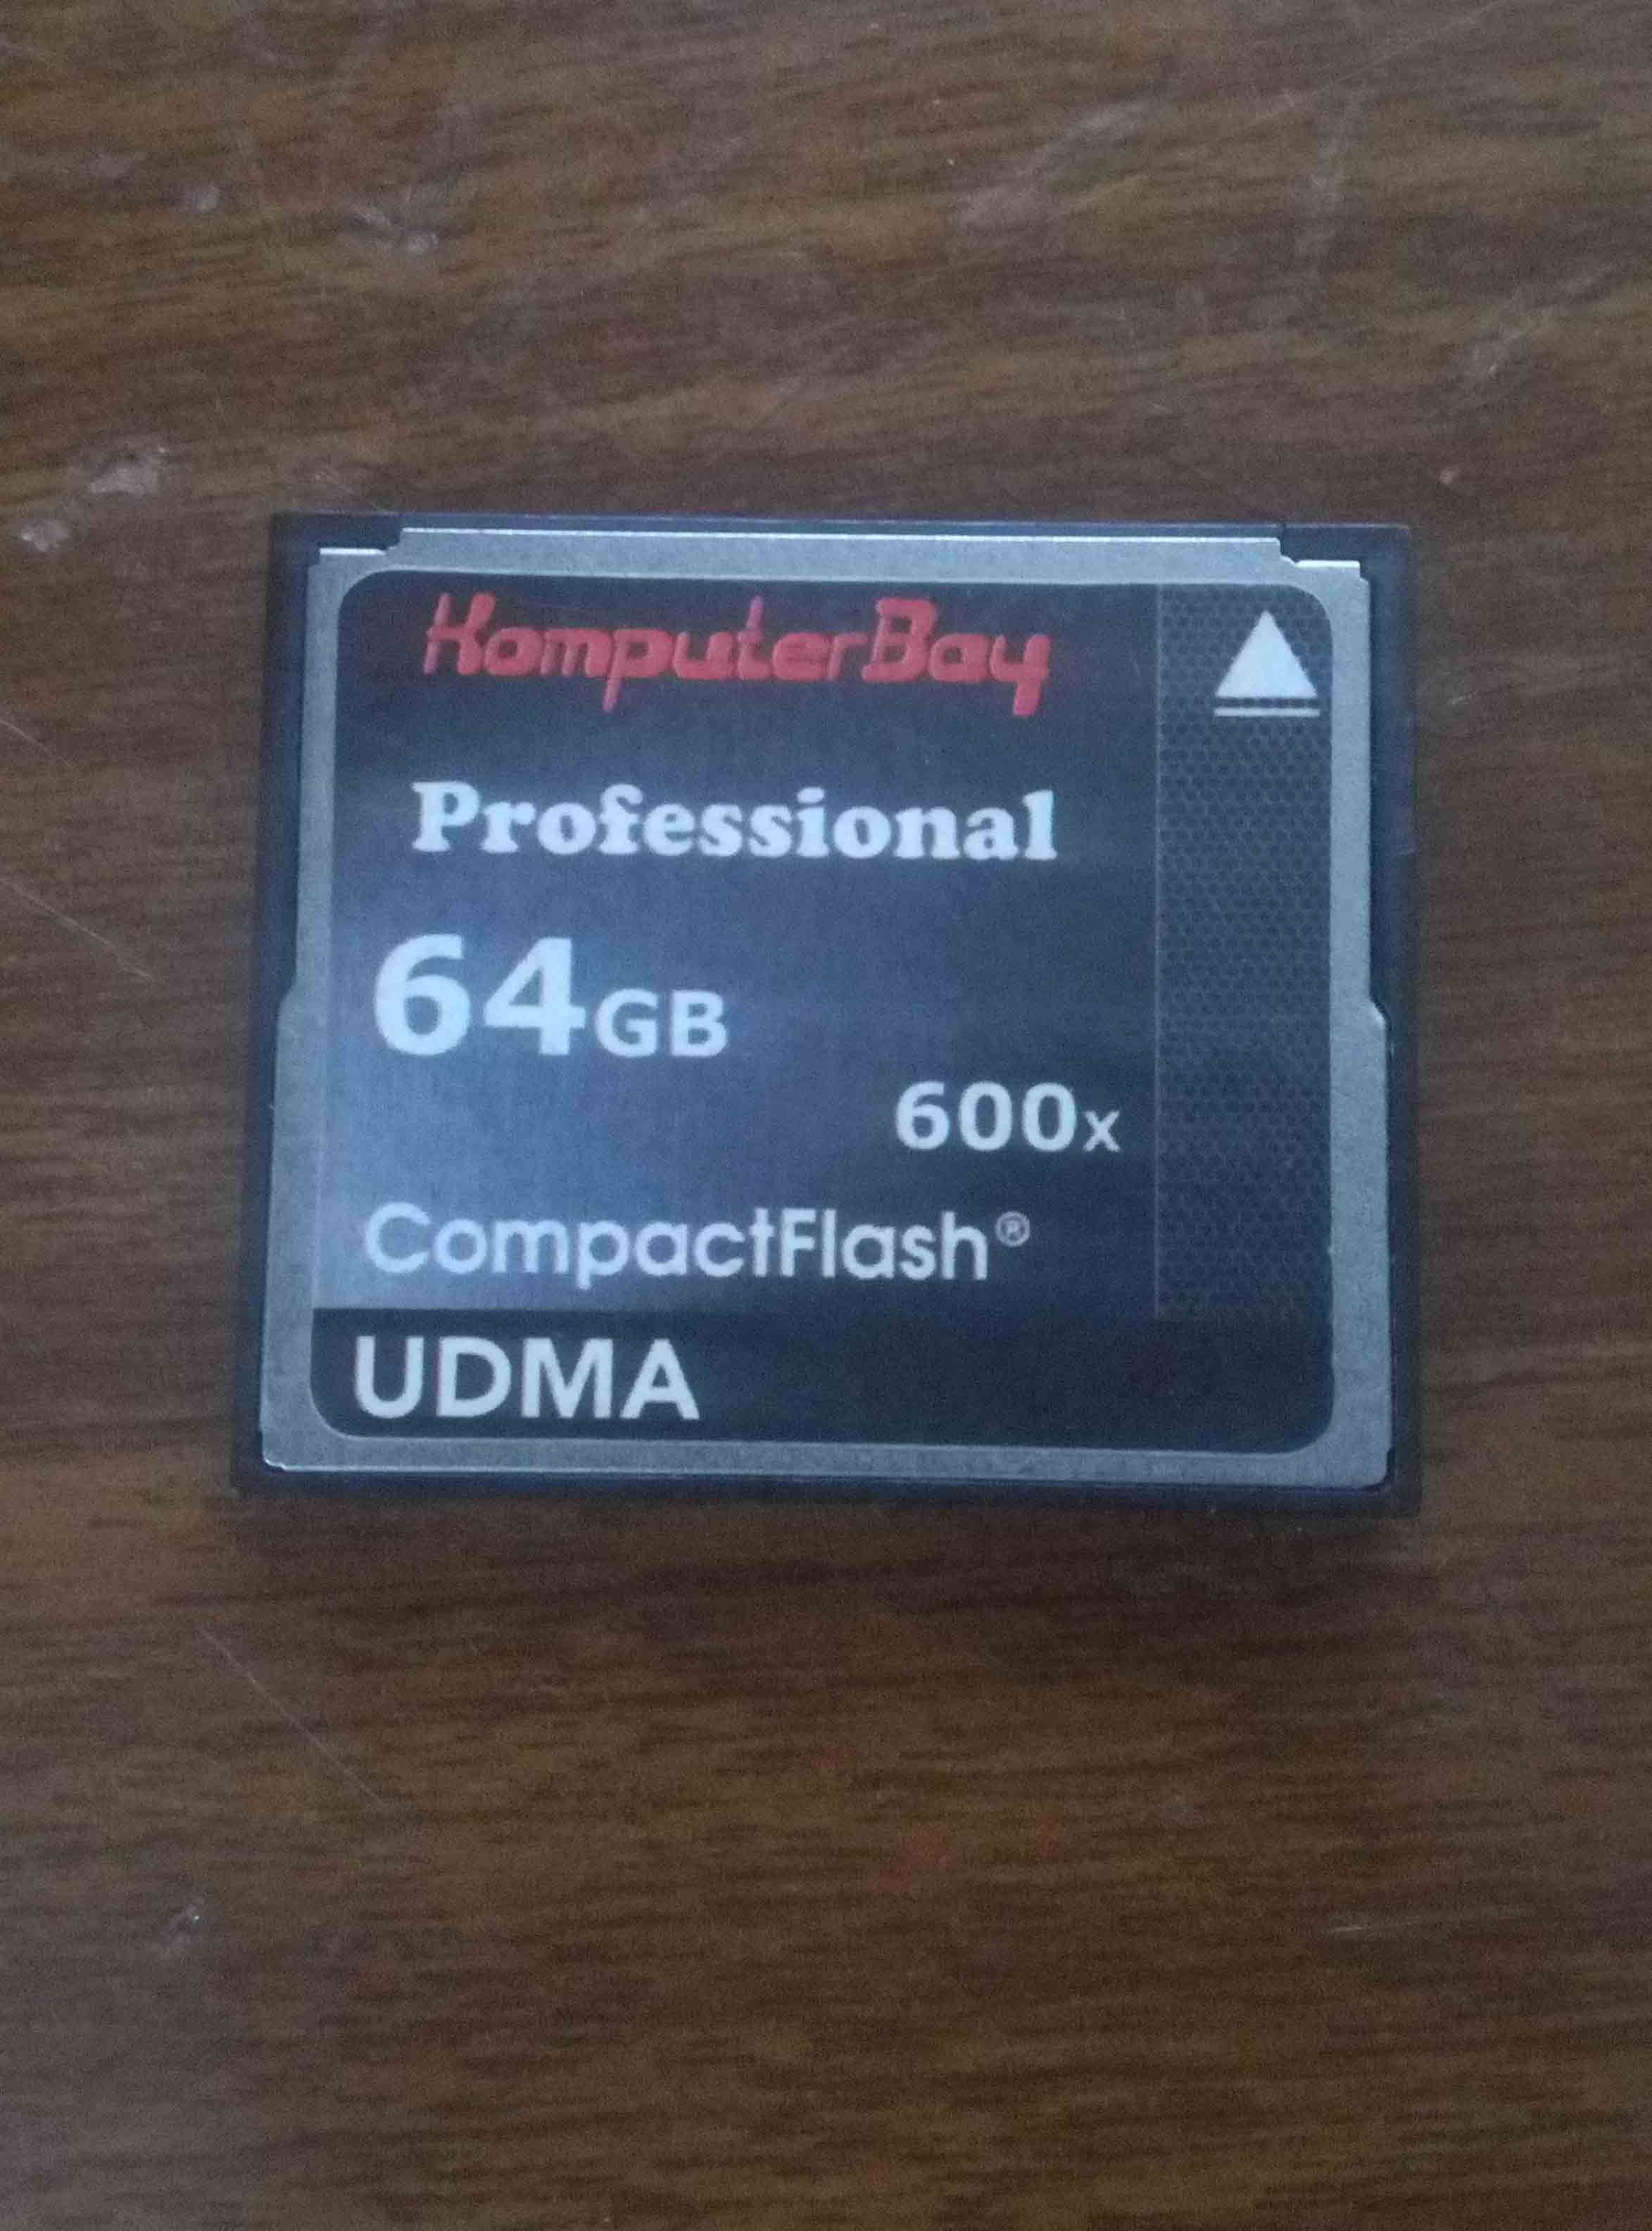 KomputerBay
Professional
64GB
600x
CompactFlash®
UDMA